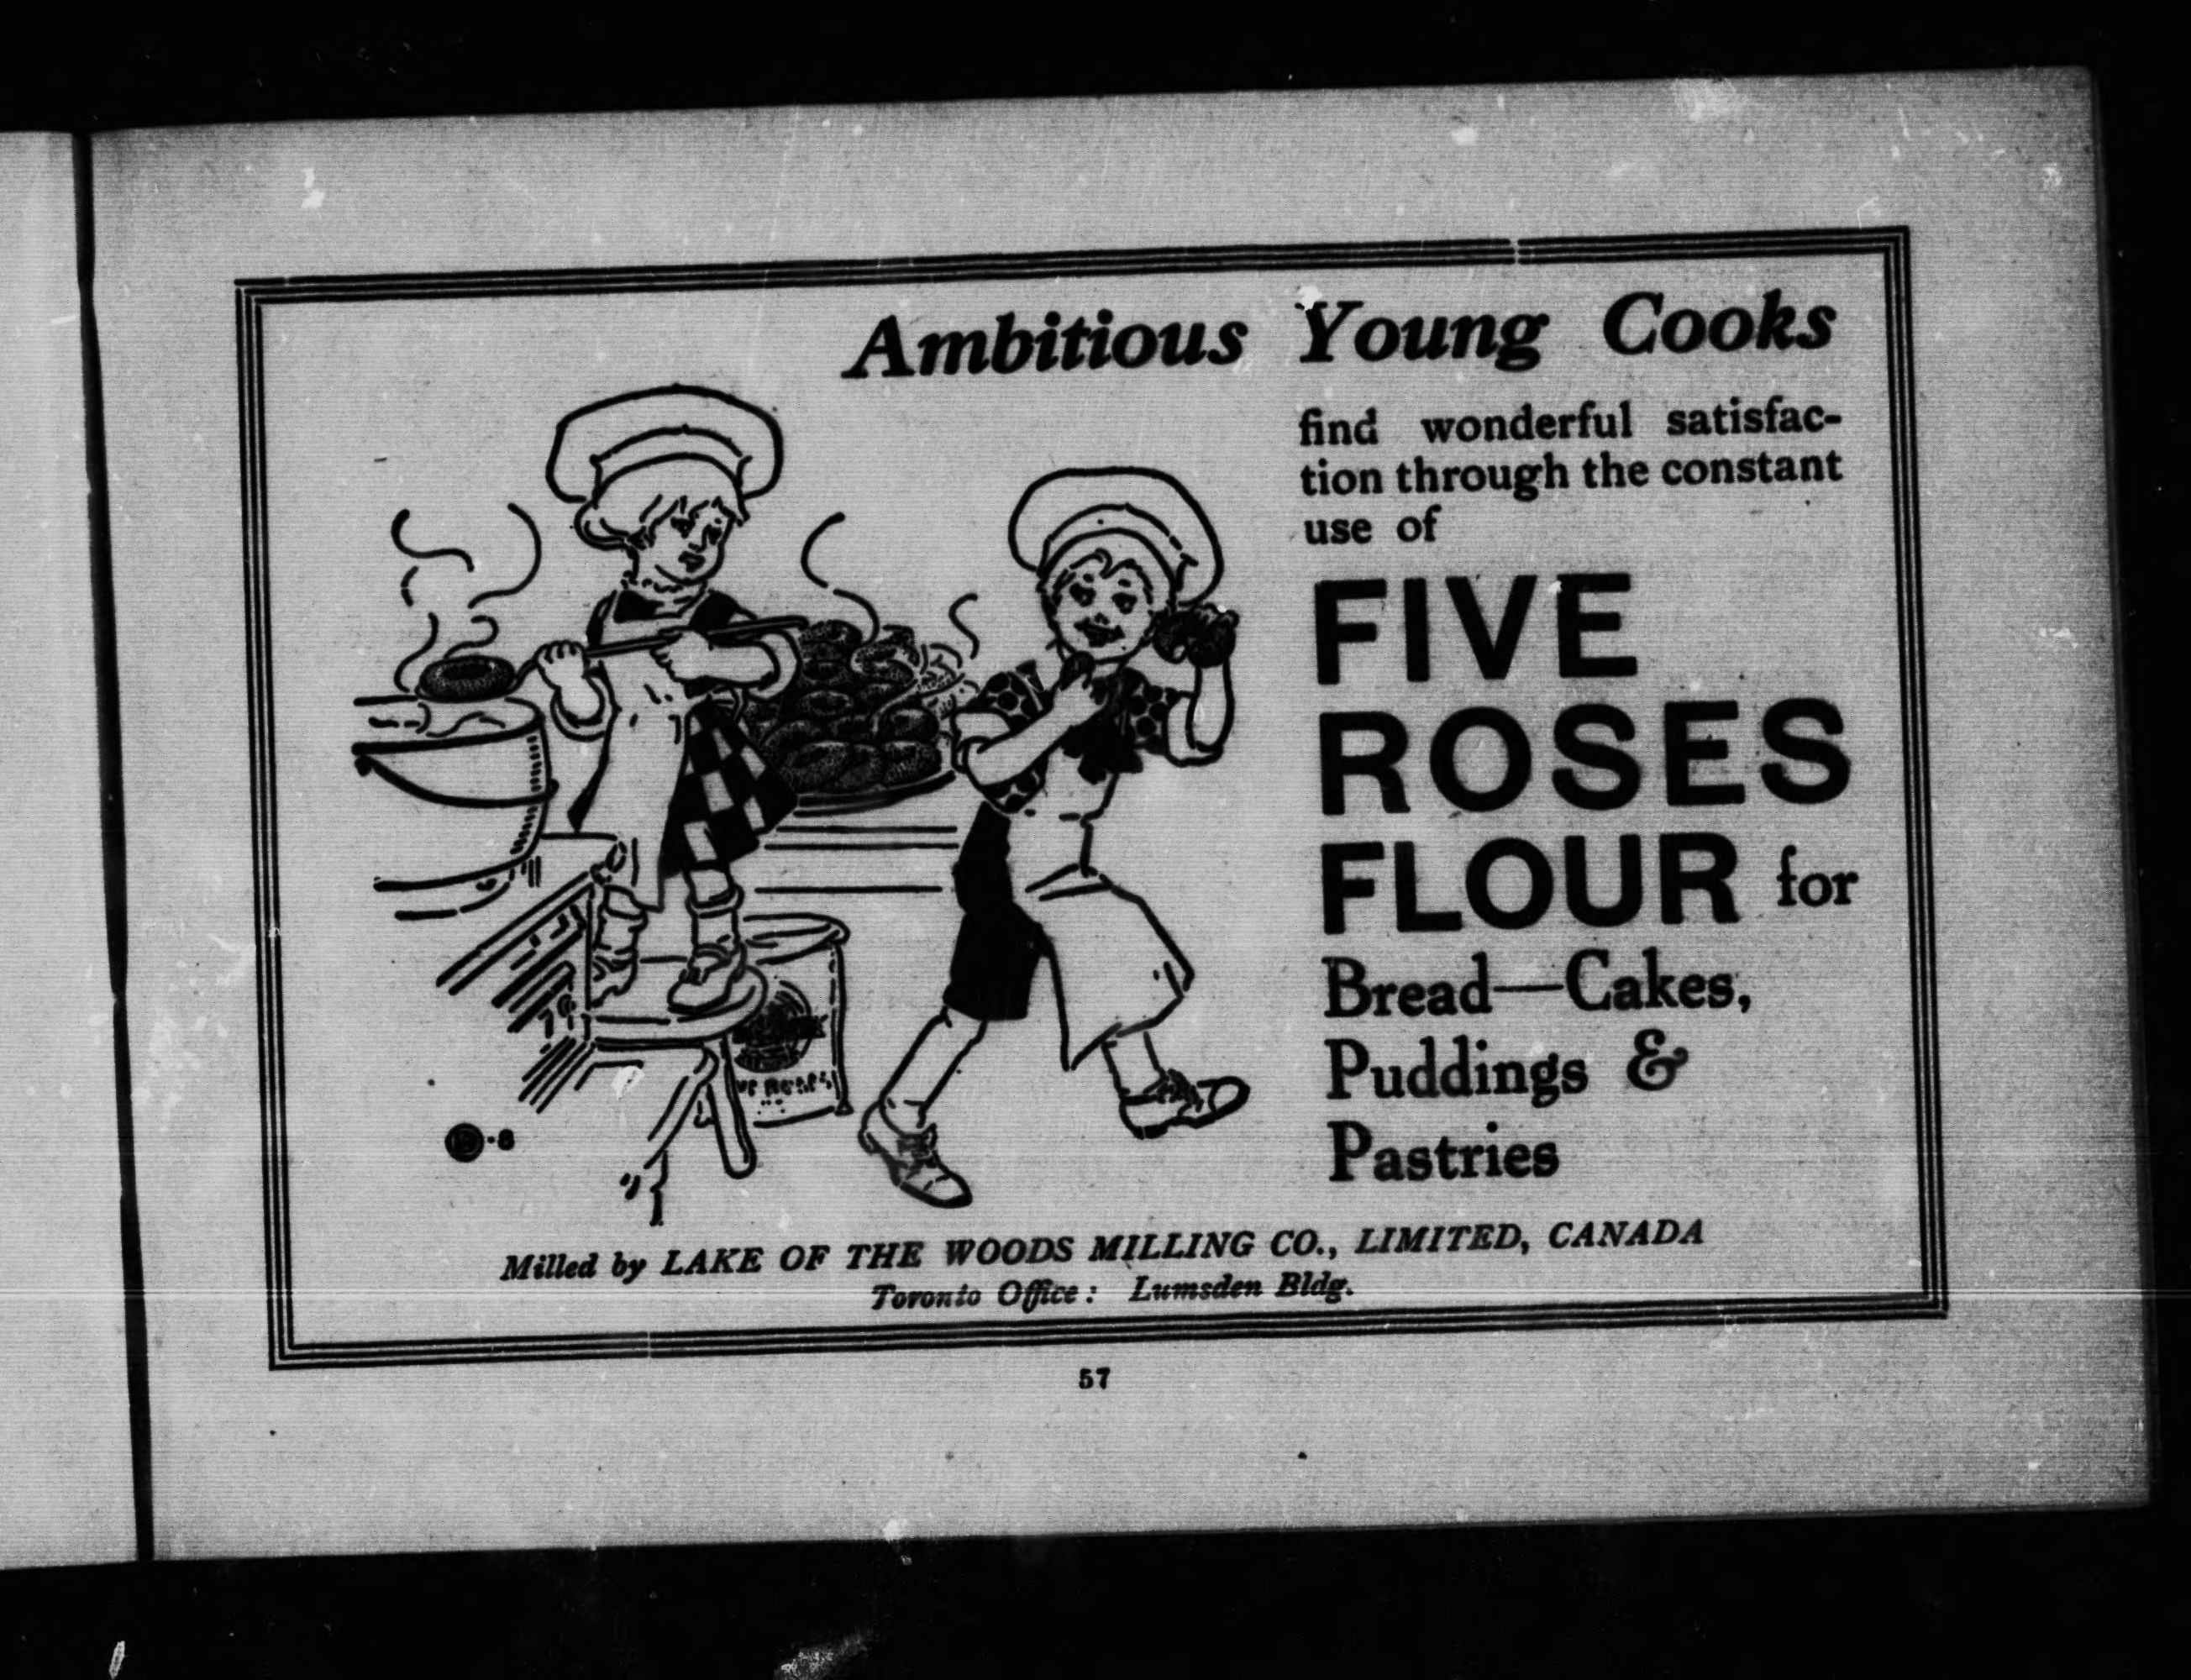 Ambitious Young Cooks
find wonderful satisfac-
tion through the constant
use of
FIVE
ROSES
FLOUR for
Bread—Cakes,
Puddings &
Pastries
Milled by LAKE OF THE WOODS MILLING CO., LIMITED, CANADA
Toronto Office: Lumsden Bldg.
57